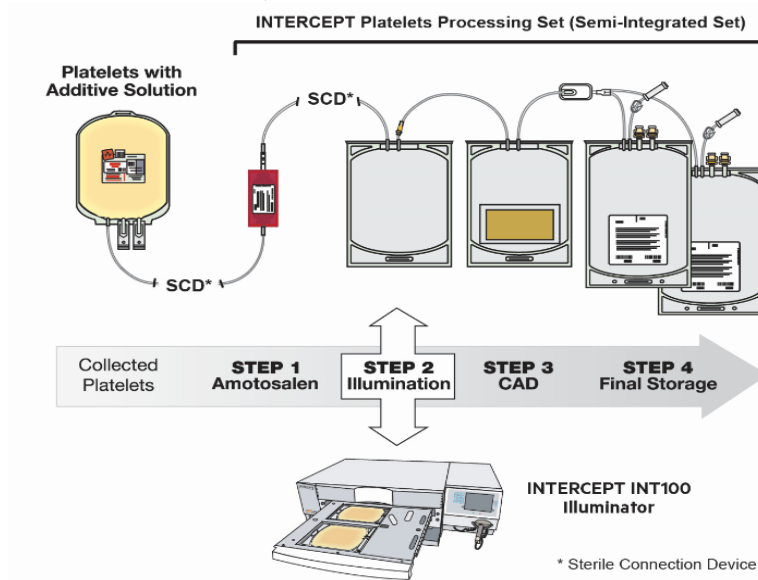 INTERCEPT Platelets Processing Set (Semi-Integrated Set)
Platelets with
Additive Solution
SCD*
SCD*
Collected
Platelets
STEP 1
Amotosalen
STEP 2
Illumination
STEP 3
CAD
STEP 4
Final Storage
INTERCEPT INT100
Illuminator
* Sterile Connection Device